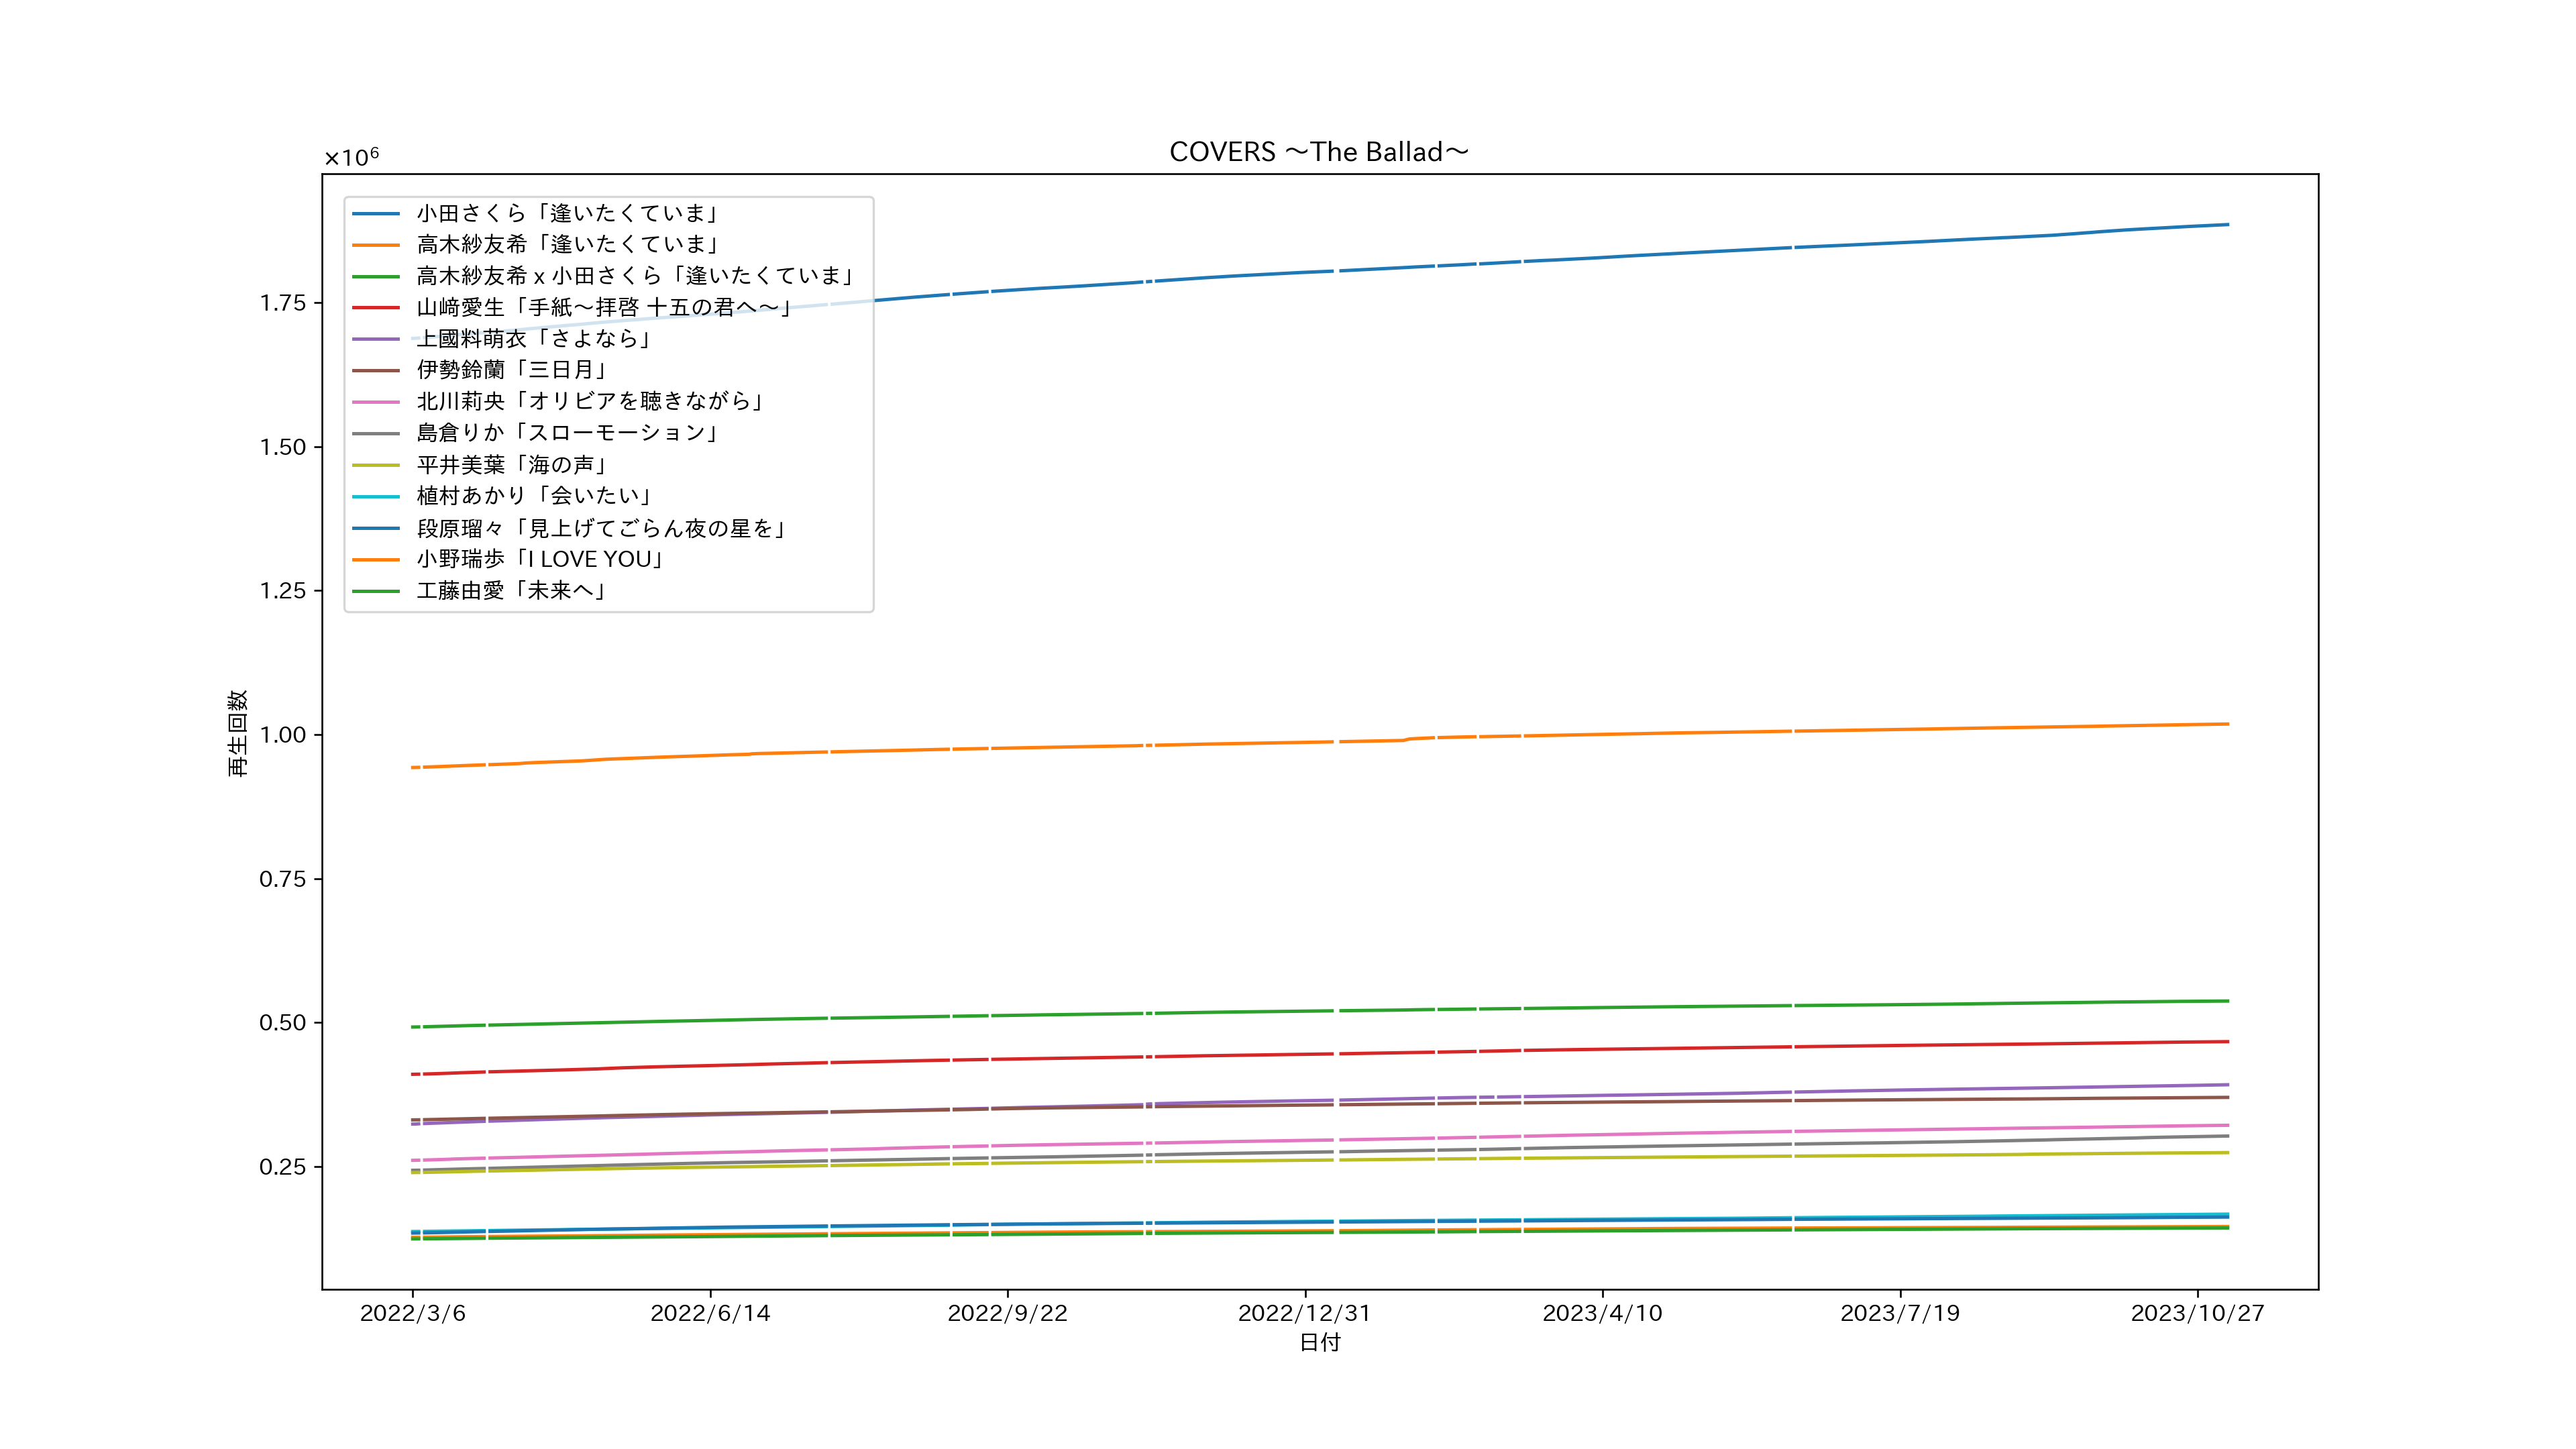 COVERS ～The Ballad～
×10⁶
小田さくら「逢いたくていま」
高木紗友希「逢いたくていま」
高木紗友希 x 小田さくら「逢いたくていま」
山﨑愛生「手紙～拝啓 十五の君へ～」
上國料萌衣「さよなら」
伊勢鈴蘭「三日月」
北川莉央「オリビアを聴きながら」
島倉りか「スローモーション」
平井美葉「海の声」
植村あかり「会いたい」
段原瑠々「見上げてごらん夜の星を」
小野瑞歩「I LOVE YOU」
工藤由愛「未来へ」
1.75
1.50
1.25
1.00
0.75
0.50
0.25
再生回数
2022/3/6 2022/6/14 2022/9/22 2022/12/31 2023/4/10 2023/7/19 2023/10/27
日付